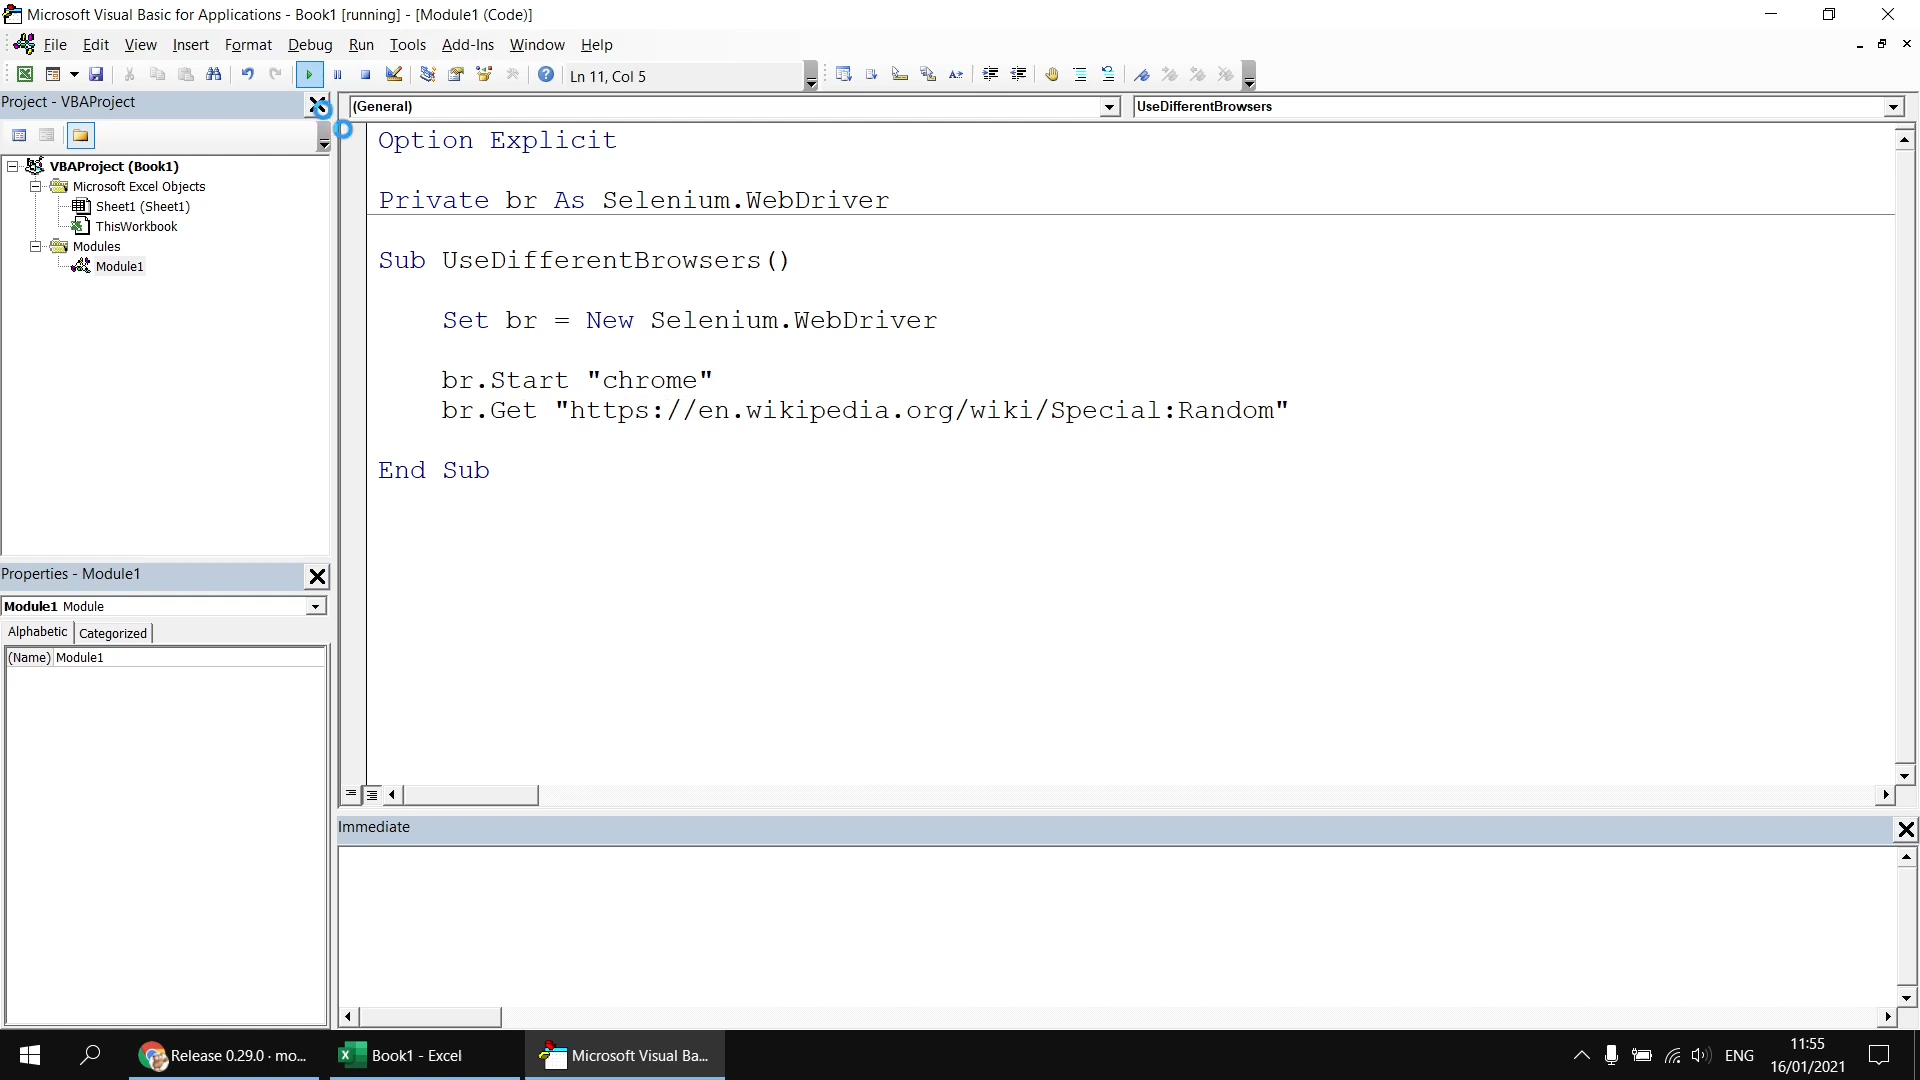 Microsoft Visual Basic for Applications - Book1 [running] - [Module1 (Code)]
File Edit View Insert Format Debug Run Tools Add-Ins Window Help
Ln 11, Col 5
Project - VBAProject
(General)
UseDifferentBrowsers
VBAProject (Book1)
Microsoft Excel Objects
Sheet1 (Sheet1)
ThisWorkbook
Modules
Module1
Option Explicit
Private br As Selenium.WebDriver
Sub UseDifferentBrowsers()
Set br = New Selenium.WebDriver
br.Start "chrome"
br.Get "https://en.wikipedia.org/wiki/Special:Random"
End Sub
Properties - Module1
Module1 Module
Alphabetic Categorized
(Name) Module1
Immediate
Release 0.29.0 · mo...
Book1 - Excel
Microsoft Visual Ba...
ENG
11:55
16/01/2021